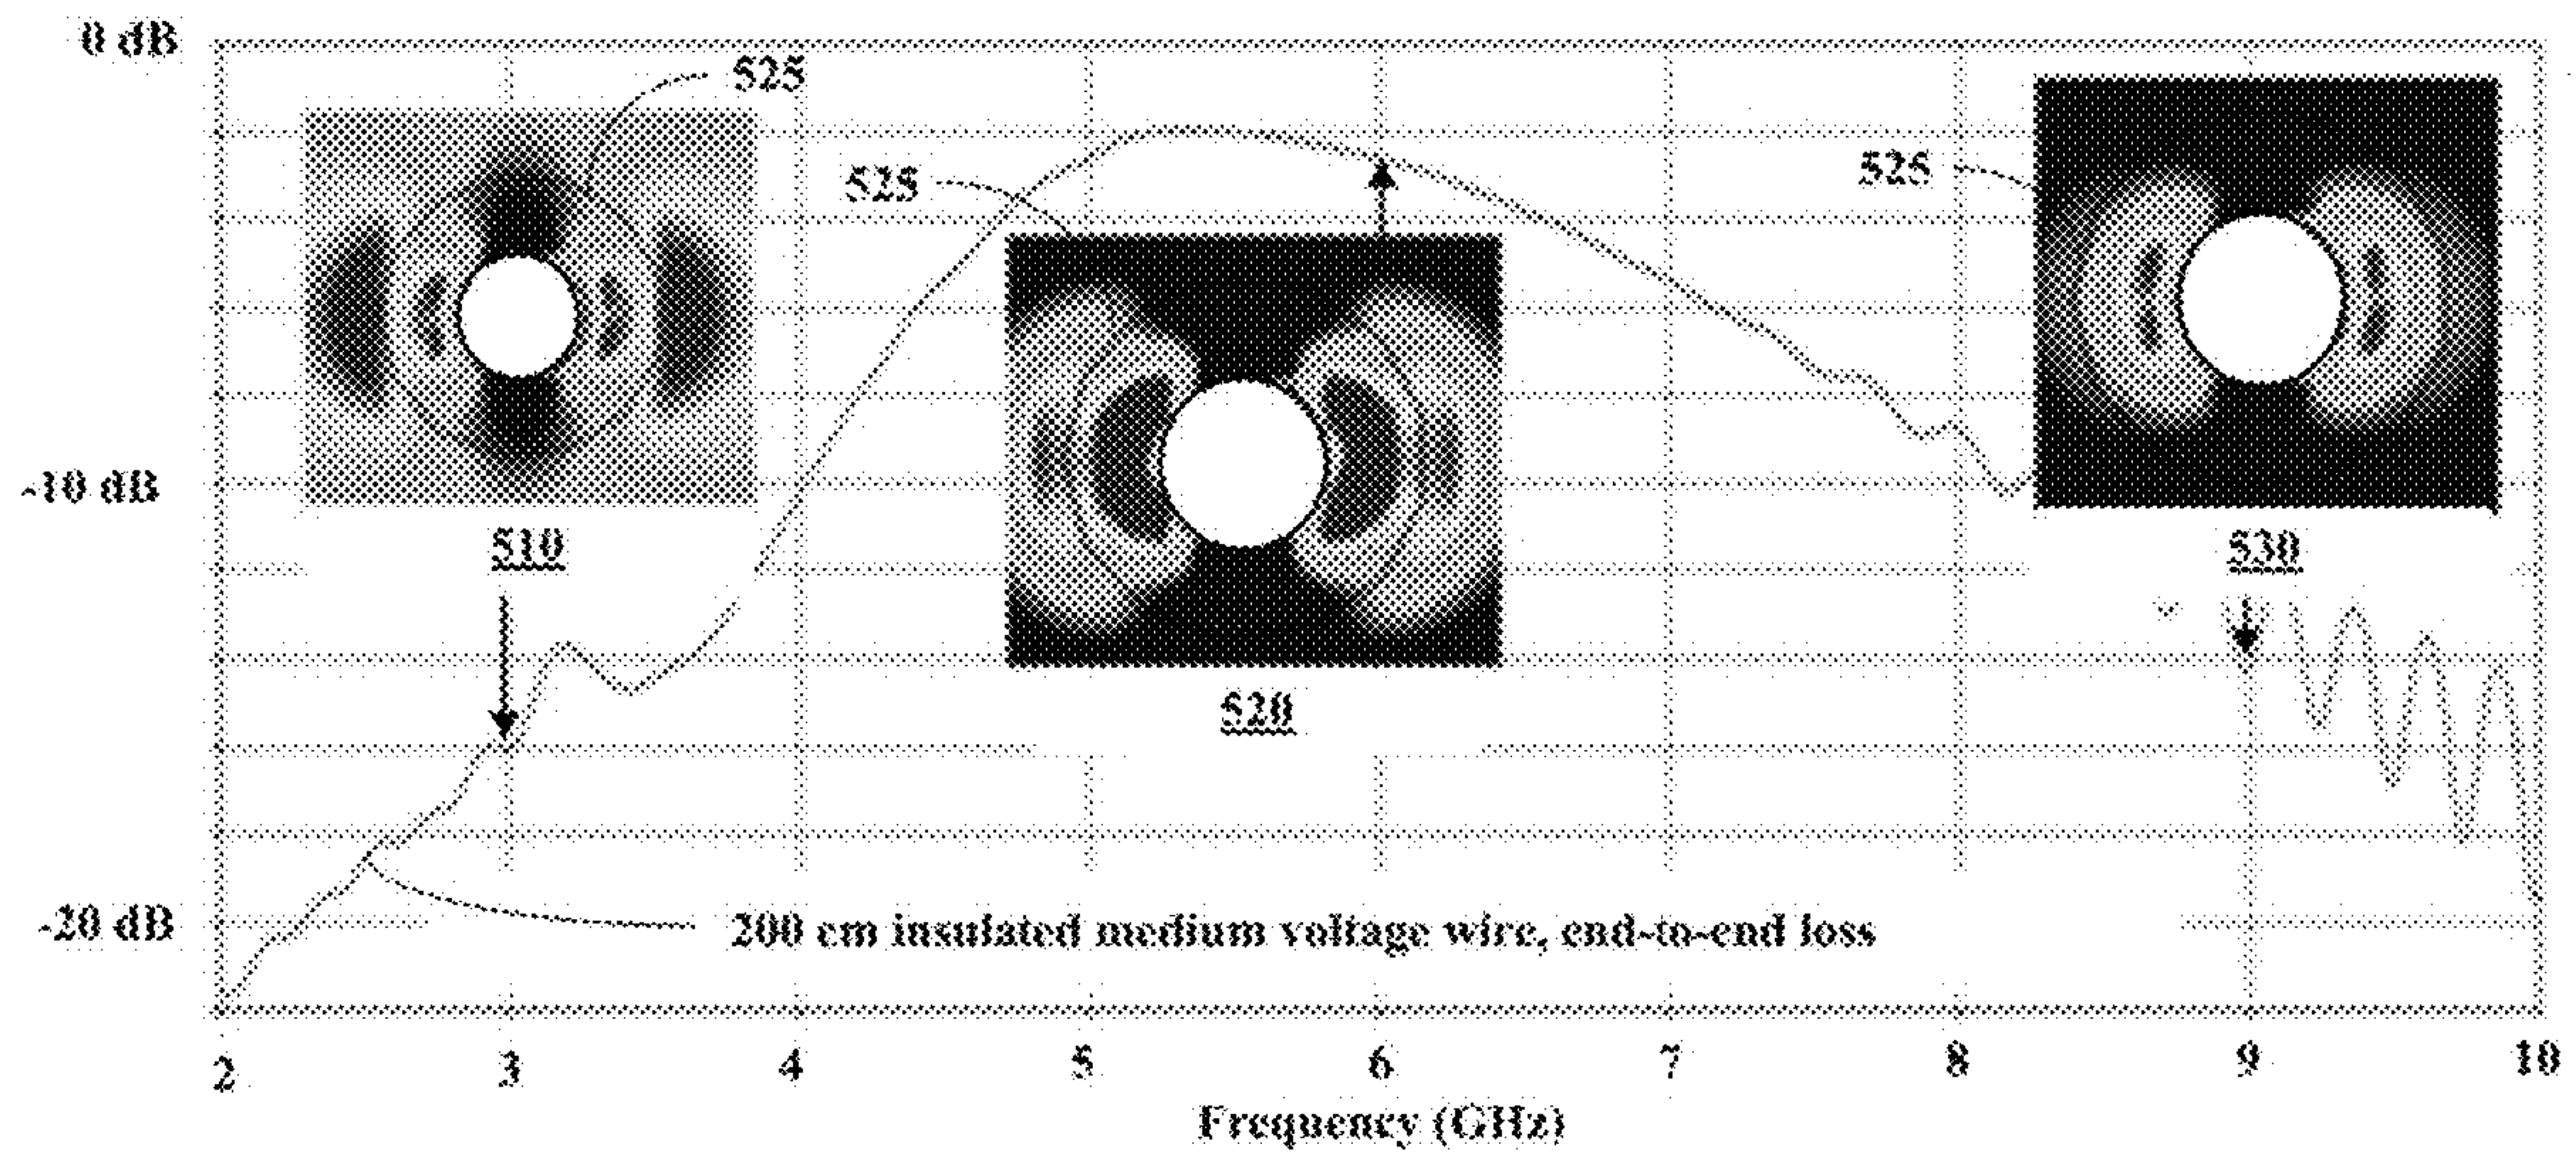 0 dB
525
525
525
-10 dB
510
530
520
-20 dB
200 cm insulated medium voltage wire, end-to-end loss
2 3 4 5 6 7 8 9 10
Frequency (GHz)